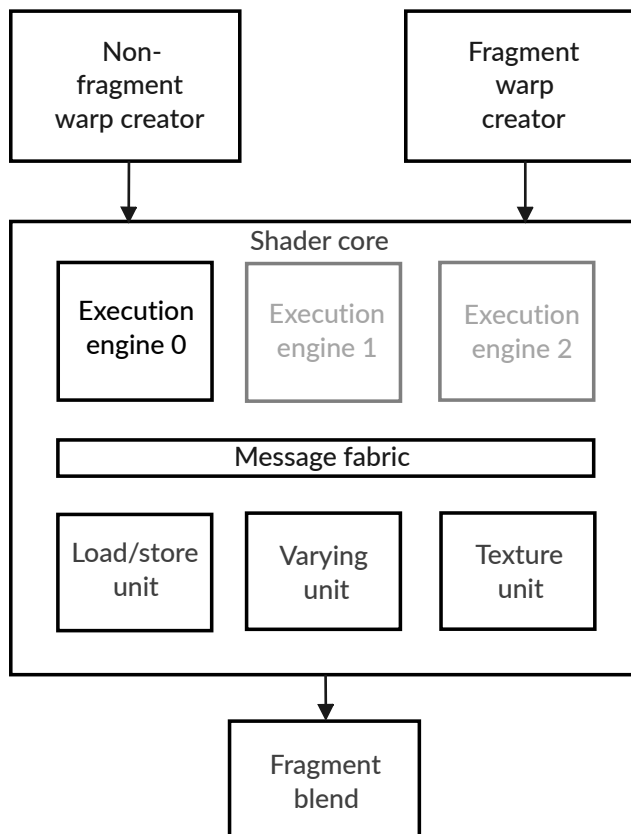 Non-
fragment
warp creator
Fragment
warp
creator
Shader core
Execution
engine 0
Execution
engine 1
Execution
engine 2
Message fabric
Load/store
unit
Varying
unit
Texture
unit
Fragment
blend